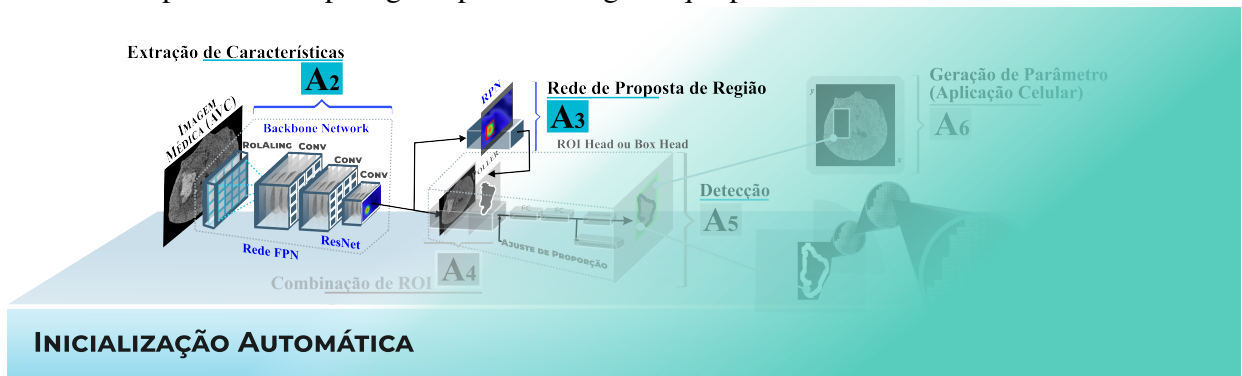 Extração de Características
A2
IMAGEM
MÉDICA (AVC)
Backbone Network
ROLALING
CONV
CONV
CONV
Rede FPN
ResNet
RPN
Rede de Proposta de Região
A3
ROI Head ou Box Head
FC
FC
AJUSTE DE PROPORÇÃO
Combinação de ROI
A4
Detecção
A5
Geração de Parâmetro
(Aplicação Celular)
A6
y
x
INICIALIZAÇÃO AUTOMÁTICA